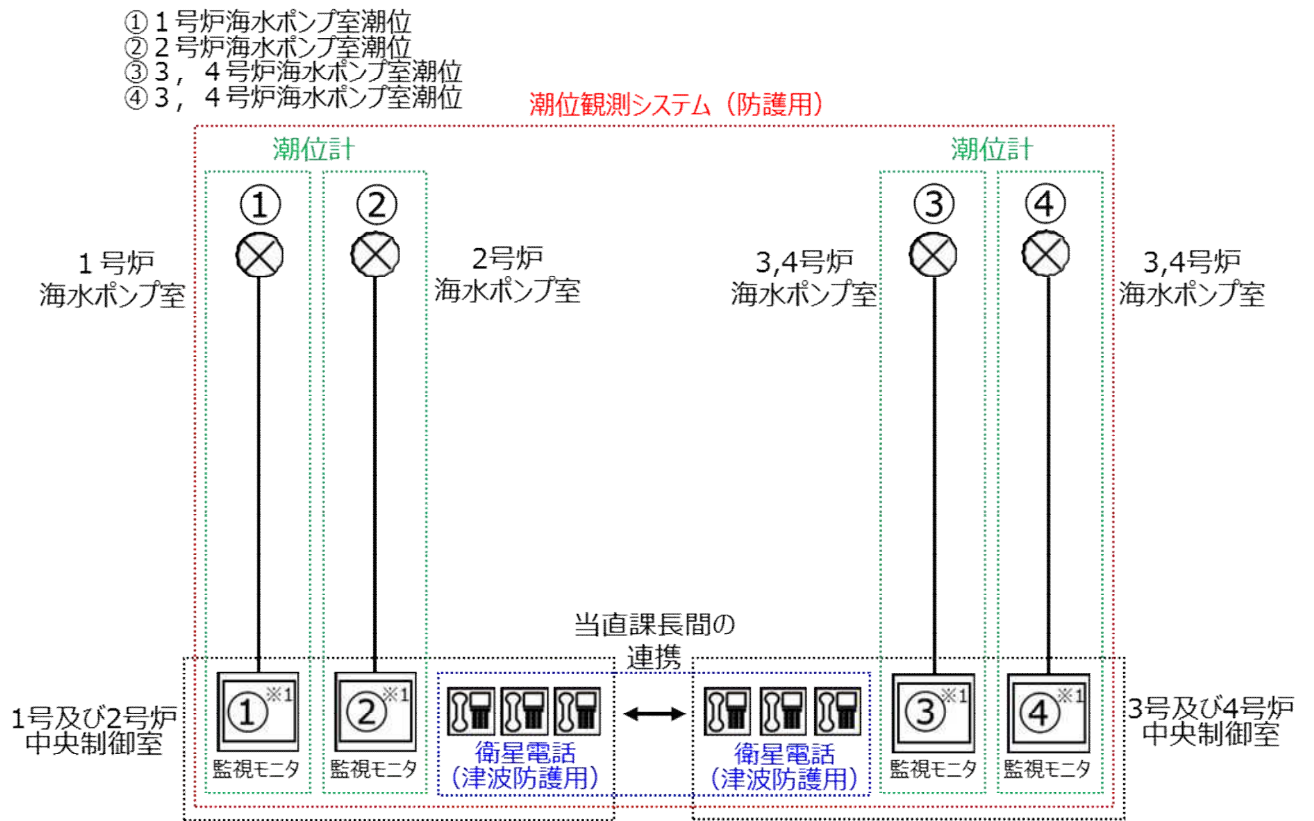 ①１号炉海水ポンプ室潮位
②２号炉海水ポンプ室潮位
③３，４号炉海水ポンプ室潮位
④３，４号炉海水ポンプ室潮位
潮位観測システム（防護用）
潮位計
潮位計
①
②
③
④
１号炉
海水ポンプ室
2号炉
海水ポンプ室
3,4号炉
海水ポンプ室
3,4号炉
海水ポンプ室
当直課長間の
連携
1号及び2号炉
中央制御室
①※1
監視モニタ
②※1
監視モニタ
衛星電話
（津波防護用）
衛星電話
（津波防護用）
③※1
監視モニタ
④※1
監視モニタ
3号及び4号炉
中央制御室